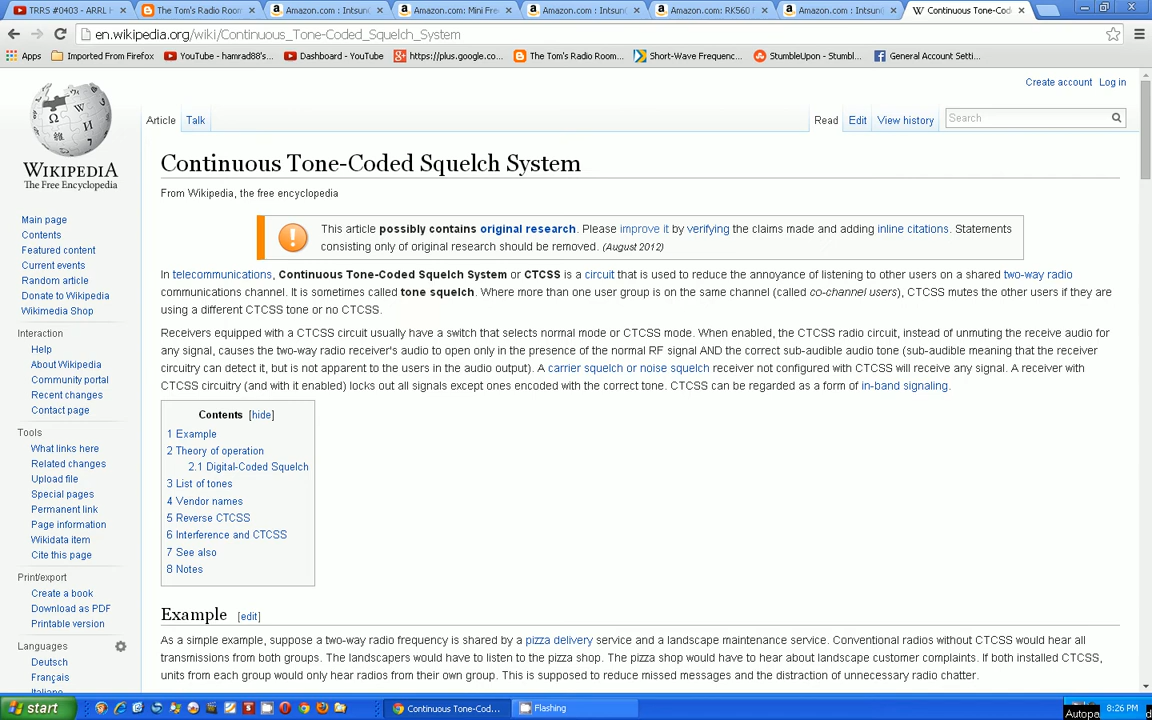 TRRS #0403 - ARRL H
The Tom's Radio Room
Amazon.com : Intsun
Amazon.com: Mini Fre
Amazon.com : Intsun
Amazon.com: RK560 F
Amazon.com : Intsun
Continuous Tone-Cod
en.wikipedia.org/wiki/Continuous_Tone-Coded_Squelch_System
Apps
Imported From Firefox
YouTube - hamrad88's...
Dashboard - YouTube
https://plus.google.co...
The Tom's Radio Room...
Short-Wave Frequenc...
StumbleUpon - Stumbl...
General Account Setti...
Create account Log in
Article Talk
Read Edit View history
Search
WIKIPEDIA
The Free Encyclopedia
Main page
Contents
Featured content
Current events
Random article
Donate to Wikipedia
Wikimedia Shop
Interaction
Help
About Wikipedia
Community portal
Recent changes
Contact page
Tools
What links here
Related changes
Upload file
Special pages
Permanent link
Page information
Wikidata item
Cite this page
Print/export
Create a book
Download as PDF
Printable version
Languages
Deutsch
Français
Italiano
Continuous Tone-Coded Squelch System
From Wikipedia, the free encyclopedia
This article possibly contains original research. Please improve it by verifying the claims made and adding inline citations. Statements
consisting only of original research should be removed. (August 2012)
In telecommunications, Continuous Tone-Coded Squelch System or CTCSS is a circuit that is used to reduce the annoyance of listening to other users on a shared two-way radio
communications channel. It is sometimes called tone squelch. Where more than one user group is on the same channel (called co-channel users), CTCSS mutes the other users if they are
using a different CTCSS tone or no CTCSS.
Receivers equipped with a CTCSS circuit usually have a switch that selects normal mode or CTCSS mode. When enabled, the CTCSS radio circuit, instead of unmuting the receive audio for
any signal, causes the two-way radio receiver's audio to open only in the presence of the normal RF signal AND the correct sub-audible audio tone (sub-audible meaning that the receiver
circuitry can detect it, but is not apparent to the users in the audio output). A carrier squelch or noise squelch receiver not configured with CTCSS will receive any signal. A receiver with
CTCSS circuitry (and with it enabled) locks out all signals except ones encoded with the correct tone. CTCSS can be regarded as a form of in-band signaling.
Contents [hide]
1 Example
2 Theory of operation
2.1 Digital-Coded Squelch
3 List of tones
4 Vendor names
5 Reverse CTCSS
6 Interference and CTCSS
7 See also
8 Notes
Example [edit]
As a simple example, suppose a two-way radio frequency is shared by a pizza delivery service and a landscape maintenance service. Conventional radios without CTCSS would hear all
transmissions from both groups. The landscapers would have to listen to the pizza shop. The pizza shop would have to hear about landscape customer complaints. If both installed CTCSS,
units from each group would only hear radios from their own group. This is supposed to reduce missed messages and the distraction of unnecessary radio chatter.
start
Continuous Tone-Cod...
Flashing
8:26 PM
Autopa